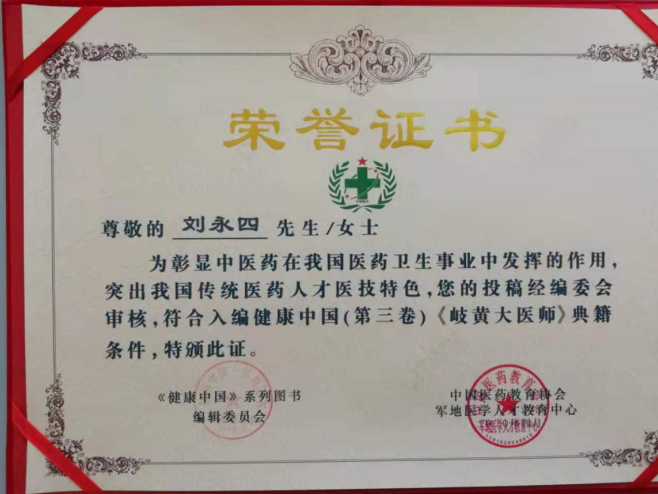 荣誉证书
尊敬的 刘永四 先生/女士
为彰显中医药在我国医药卫生事业中发挥的作用,
突出我国传统医药人才医技特色,您的投稿经编委会
审核,符合入编健康中国(第三卷)《岐黄大医师》典籍
条件,特颁此证。
《健康中国》系列图书
编辑委员会
中国医药教育协会
军地医学人才教育中心